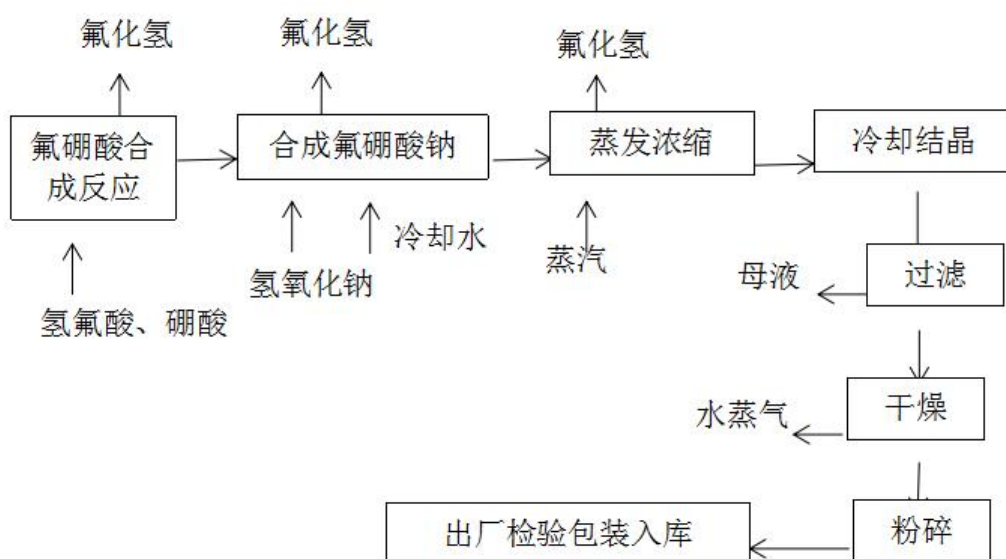 氟化氢
氟化氢
氟化氢
氟硼酸合
成反应
合成氟硼酸钠
蒸发浓缩
冷却结晶
氢氟酸、硼酸
氢氧化钠
冷却水
蒸汽
母液
过滤
水蒸气
干燥
出厂检验包装入库
粉碎